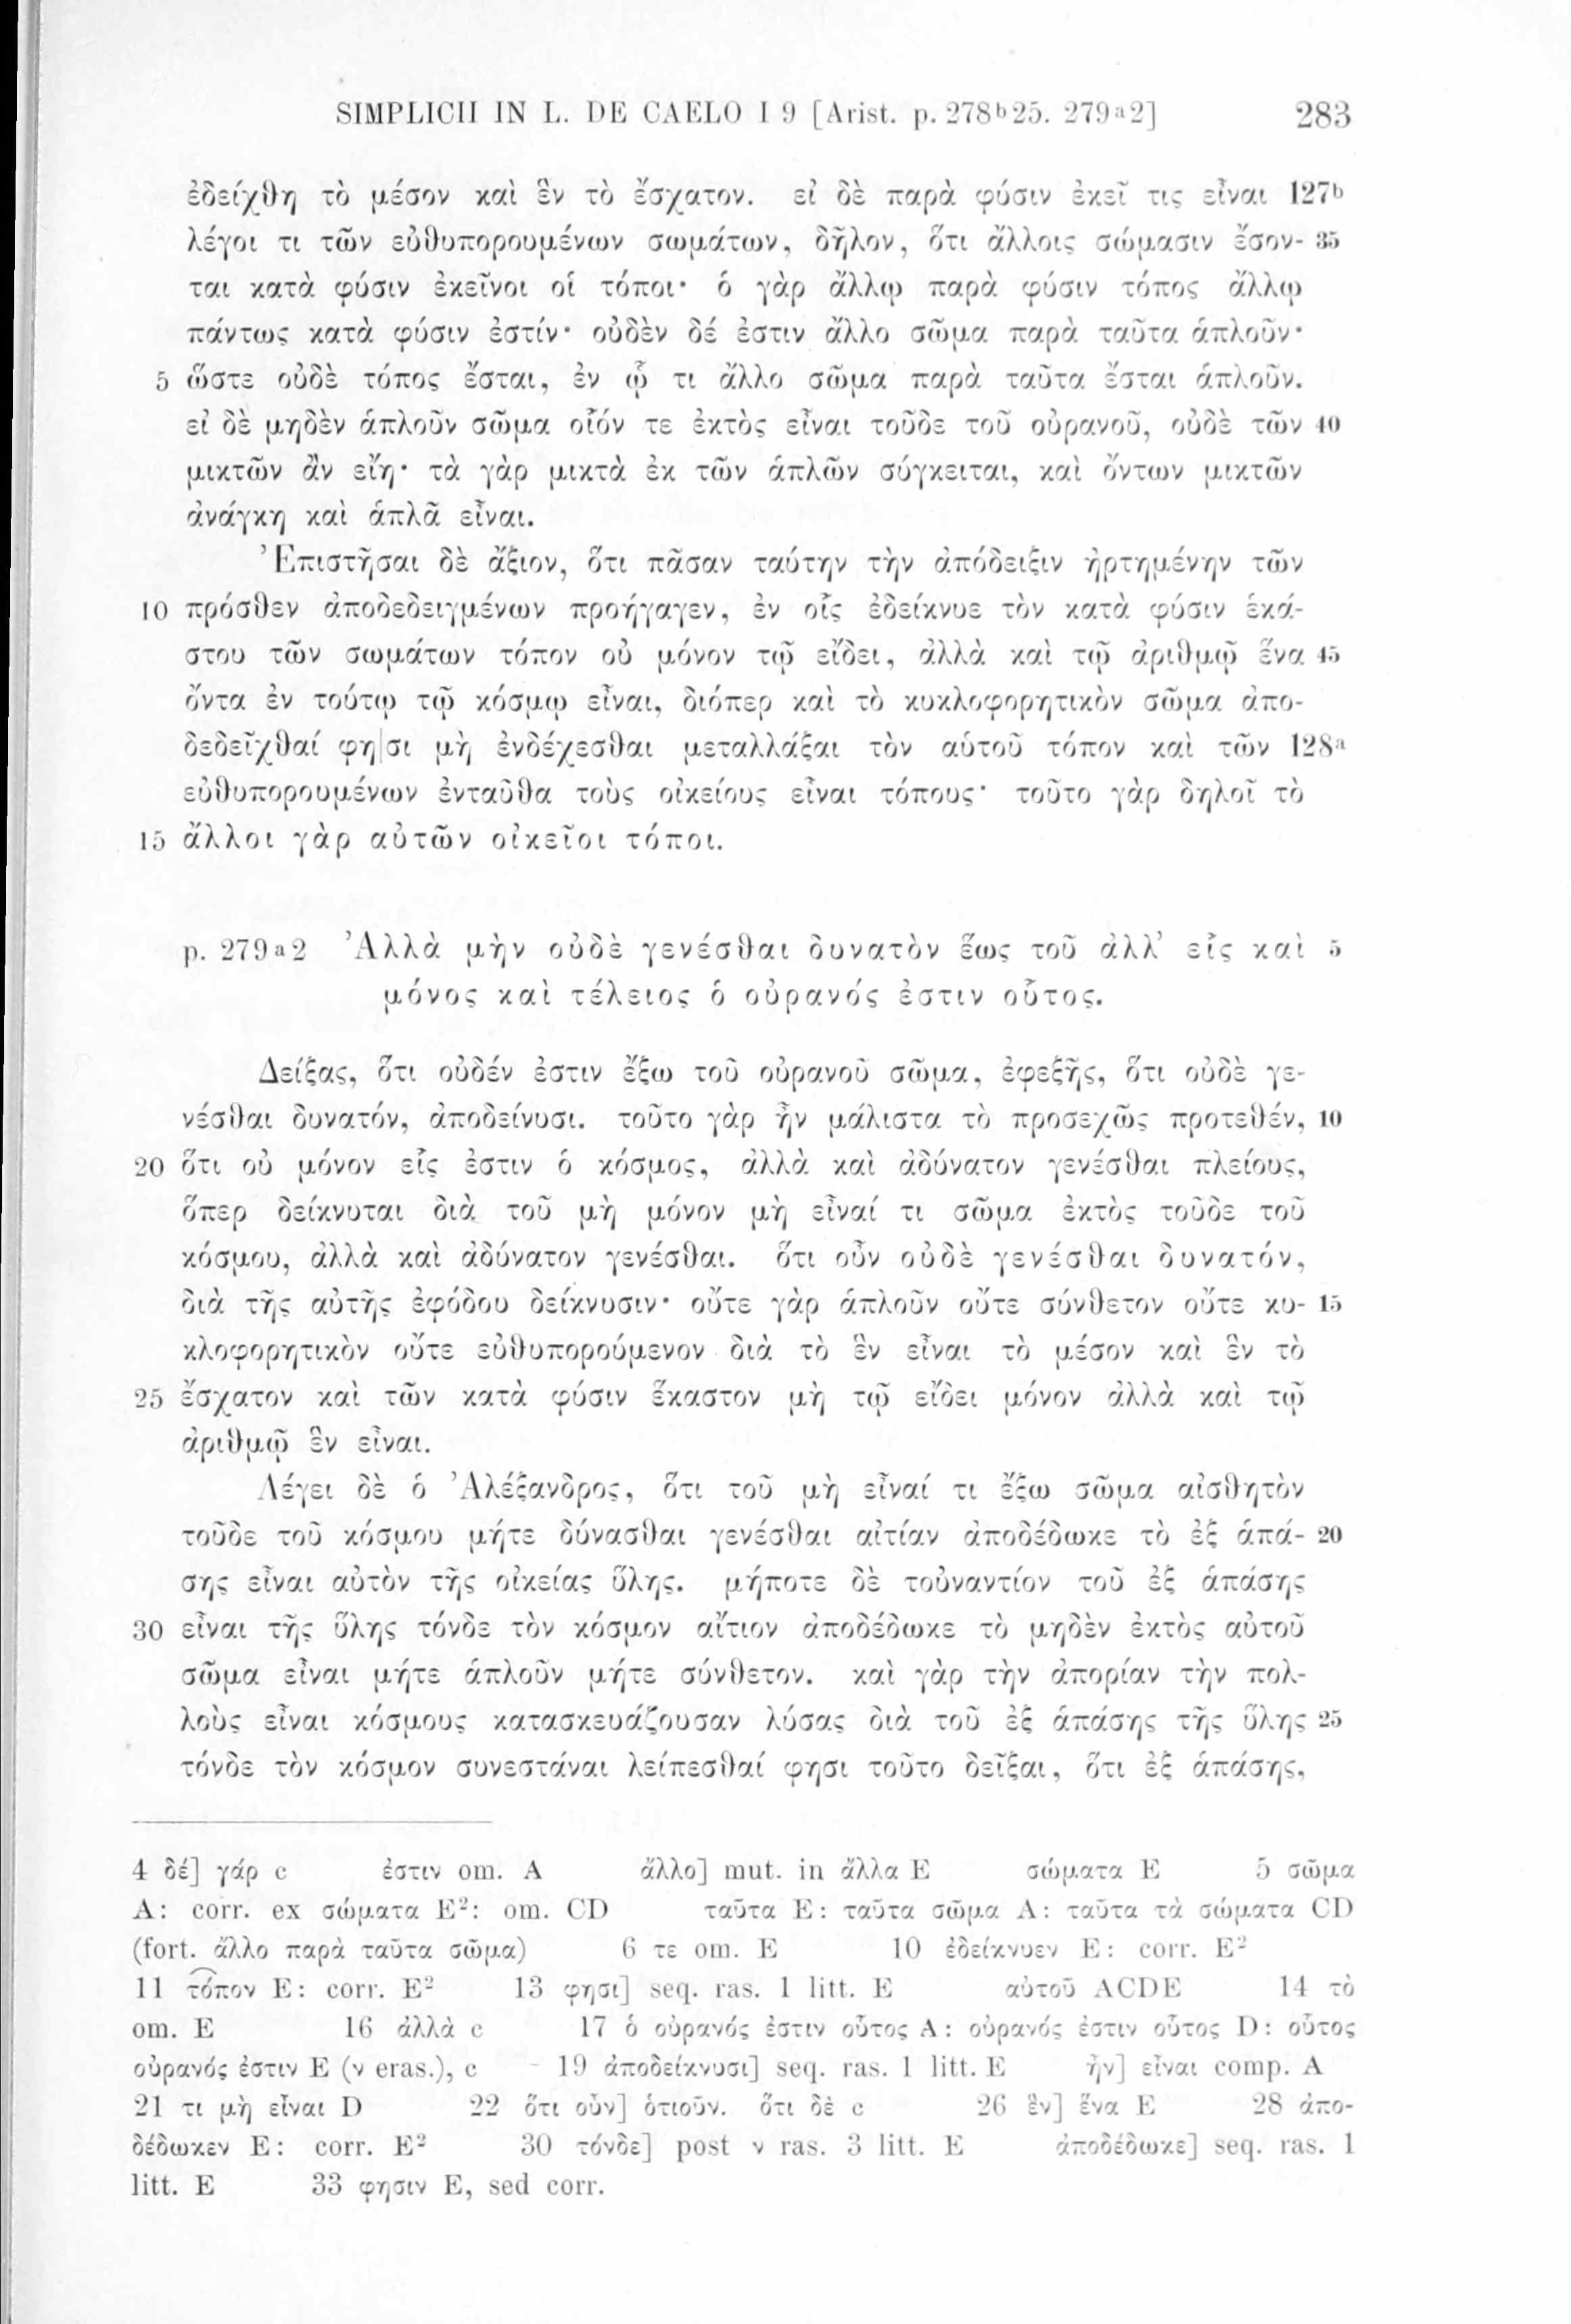 SIMPLICII IN L. DE CAELO I 9 [Arist. p. 278ᵇ25. 279ᵃ2] 283
ἐδείχθη τὸ μέσον καὶ ἓν τὸ ἔσχατον. εἰ δὲ παρὰ φύσιν ἐκεῖ τις εἶναι 127ᵇ
λέγοι τι τῶν εὐθυπορουμένων σωμάτων, δῆλον, ὅτι ἄλλοις σώμασιν ἔσον- 35
ται κατὰ φύσιν ἐκεῖνοι οἱ τόποι· ὁ γὰρ ἄλλῳ παρὰ φύσιν τόπος ἄλλῳ
πάντως κατὰ φύσιν ἐστίν· οὐδὲν δέ ἐστιν ἄλλο σῶμα παρὰ ταῦτα ἁπλοῦν·
5 ὥστε οὐδὲ τόπος ἔσται, ἐν ᾧ τι ἄλλο σῶμα παρὰ ταῦτα ἔσται ἁπλοῦν.
εἰ δὲ μηδὲν ἁπλοῦν σῶμα οἷόν τε ἐκτὸς εἶναι τοῦδε τοῦ οὐρανοῦ, οὐδὲ τῶν 40
μικτῶν ἂν εἴη· τὰ γὰρ μικτὰ ἐκ τῶν ἁπλῶν σύγκειται, καὶ ὄντων μικτῶν
ἀνάγκη καὶ ἁπλᾶ εἶναι.
Ἐπιστῆσαι δὲ ἄξιον, ὅτι πᾶσαν ταύτην τὴν ἀπόδειξιν ἠρτημένην τῶν
10 πρόσθεν ἀποδεδειγμένων προήγαγεν, ἐν οἷς ἐδείκνυε τὸν κατὰ φύσιν ἑκά-
στου τῶν σωμάτων τόπον οὐ μόνον τῷ εἴδει, ἀλλὰ καὶ τῷ ἀριθμῷ ἕνα 45
ὄντα ἐν τούτῳ τῷ κόσμῳ εἶναι, διόπερ καὶ τὸ κυκλοφορητικὸν σῶμα ἀπο-
δεδεῖχθαί φη|σι μὴ ἐνδέχεσθαι μεταλλάξαι τὸν αὑτοῦ τόπον καὶ τῶν 128ᵃ
εὐθυπορουμένων ἐνταῦθα τοὺς οἰκείους εἶναι τόπους· τοῦτο γὰρ δηλοῖ τὸ
15 ἄλλοι γὰρ αὐτῶν οἰκεῖοι τόποι.
p. 279ᵃ2 Ἀλλὰ μὴν οὐδὲ γενέσθαι δυνατὸν ἕως τοῦ ἀλλ’ εἷς καὶ 5
μόνος καὶ τέλειος ὁ οὐρανός ἐστιν οὗτος.
Δείξας, ὅτι οὐδέν ἐστιν ἔξω τοῦ οὐρανοῦ σῶμα, ἐφεξῆς, ὅτι οὐδὲ γε-
νέσθαι δυνατόν, ἀποδείνυσι. τοῦτο γὰρ ἦν μάλιστα τὸ προσεχῶς προτεθέν, 10
20 ὅτι οὐ μόνον εἷς ἐστιν ὁ κόσμος, ἀλλὰ καὶ ἀδύνατον γενέσθαι πλείους,
ὅπερ δείκνυται διὰ τοῦ μὴ μόνον μὴ εἶναί τι σῶμα ἐκτὸς τοῦδε τοῦ
κόσμου, ἀλλὰ καὶ ἀδύνατον γενέσθαι. ὅτι οὖν οὐδὲ γενέσθαι δυνατόν,
διὰ τῆς αὐτῆς ἐφόδου δείκνυσιν· οὔτε γὰρ ἁπλοῦν οὔτε σύνθετον οὔτε κυ- 15
κλοφορητικὸν οὔτε εὐθυπορούμενον διὰ τὸ ἓν εἶναι τὸ μέσον καὶ ἓν τὸ
25 ἔσχατον καὶ τῶν κατὰ φύσιν ἕκαστον μὴ τῷ εἴδει μόνον ἀλλὰ καὶ τῷ
ἀριθμῷ ἓν εἶναι.
Λέγει δὲ ὁ Ἀλέξανδρος, ὅτι τοῦ μὴ εἶναί τι ἔξω σῶμα αἰσθητὸν
τοῦδε τοῦ κόσμου μήτε δύνασθαι γενέσθαι αἰτίαν ἀποδέδωκε τὸ ἐξ ἁπά- 20
σης εἶναι αὐτὸν τῆς οἰκείας ὕλης. μήποτε δὲ τοὐναντίον τοῦ ἐξ ἁπάσης
30 εἶναι τῆς ὕλης τόνδε τὸν κόσμον αἴτιον ἀποδέδωκε τὸ μηδὲν ἐκτὸς αὐτοῦ
σῶμα εἶναι μήτε ἁπλοῦν μήτε σύνθετον. καὶ γὰρ τὴν ἀπορίαν τὴν πολ-
λοὺς εἶναι κόσμους κατασκευάζουσαν λύσας διὰ τοῦ ἐξ ἁπάσης τῆς ὕλης 25
τόνδε τὸν κόσμον συνεστάναι λείπεσθαί φησι τοῦτο δεῖξαι, ὅτι ἐξ ἁπάσης,
4 δέ] γάρ c ἐστιν om. A ἄλλο] mut. in ἄλλα E σώματα E 5 σῶμα
A: corr. ex σώματα E²: om. CD ταῦτα E: ταῦτα σῶμα A: ταῦτα τὰ σώματα CD
(fort. ἄλλο παρὰ ταῦτα σῶμα) 6 τε om. E 10 ἐδείκνυεν E: corr. E²
11 τόπον E: corr. E² 13 φησι] seq. ras. 1 litt. E αὐτοῦ ACDE 14 τὸ
om. E 16 ἀλλὰ c 17 ὁ οὐρανός ἐστιν οὗτος A: οὐρανός ἐστιν οὗτος D: οὗτος
οὐρανός ἐστιν E (ν eras.), c 19 ἀποδείκνυσι] seq. ras. 1 litt. E ἦν] εἶναι comp. A
21 τι μὴ εἶναι D 22 ὅτι οὖν] ὁτιοῦν. ὅτι δὲ c 26 ἓν] ἕνα E 28 ἀπο-
δέδωκεν E: corr. E² 30 τόνδε] post ν ras. 3 litt. E ἀποδέδωκε] seq. ras. 1
litt. E 33 φησιν E, sed corr.